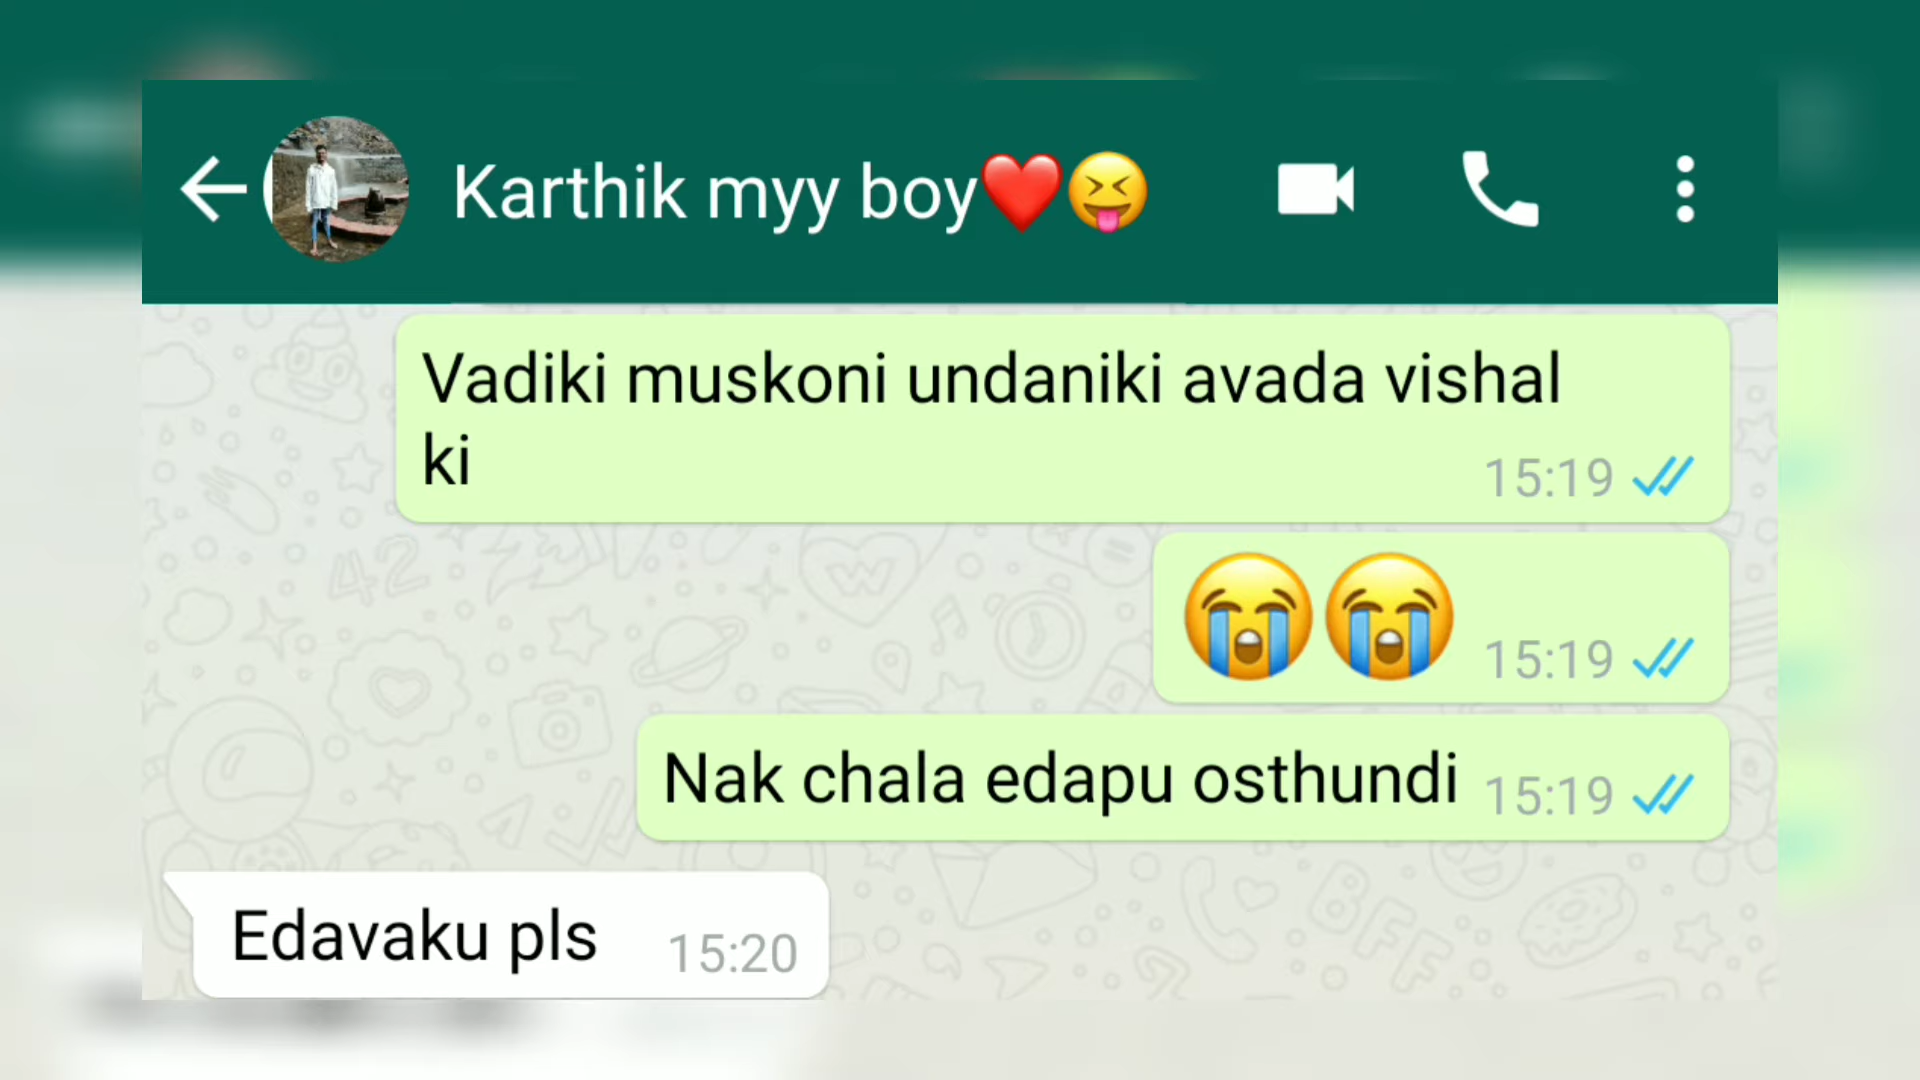 Karthik myy boy❤️😝
Vadiki muskoni undaniki avada vishal
ki
15:19
😭😭 15:19
Nak chala edapu osthundi 15:19
Edavaku pls 15:20